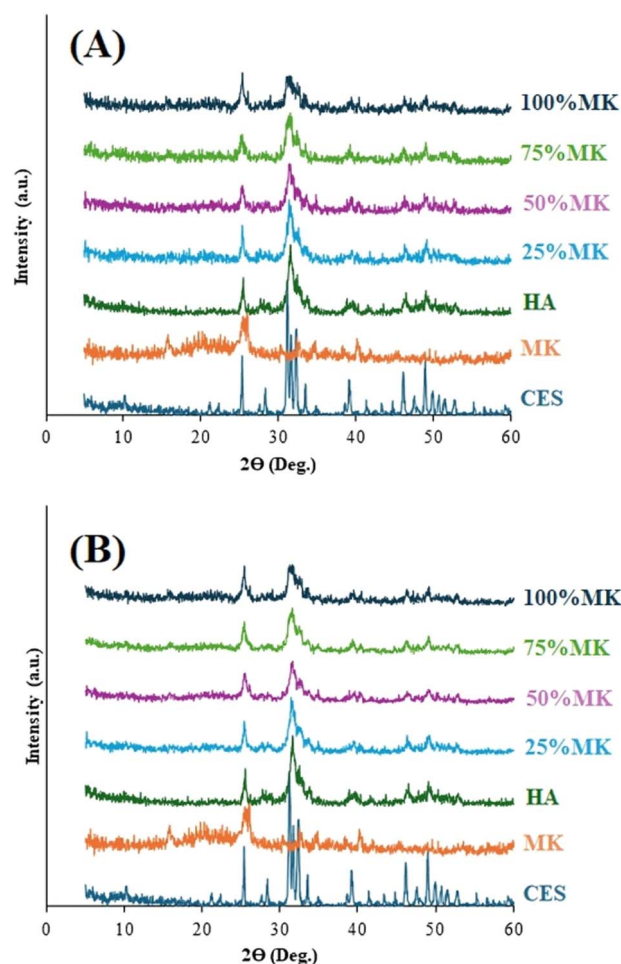 (A)
100%MK
75%MK
50%MK
25%MK
HA
MK
CES
Intensity (a.u.)
0 10 20 30 40 50 60
2Θ (Deg.)
(B)
100%MK
75%MK
50%MK
25%MK
HA
MK
CES
Intensity (a.u.)
0 10 20 30 40 50 60
2Θ (Deg.)